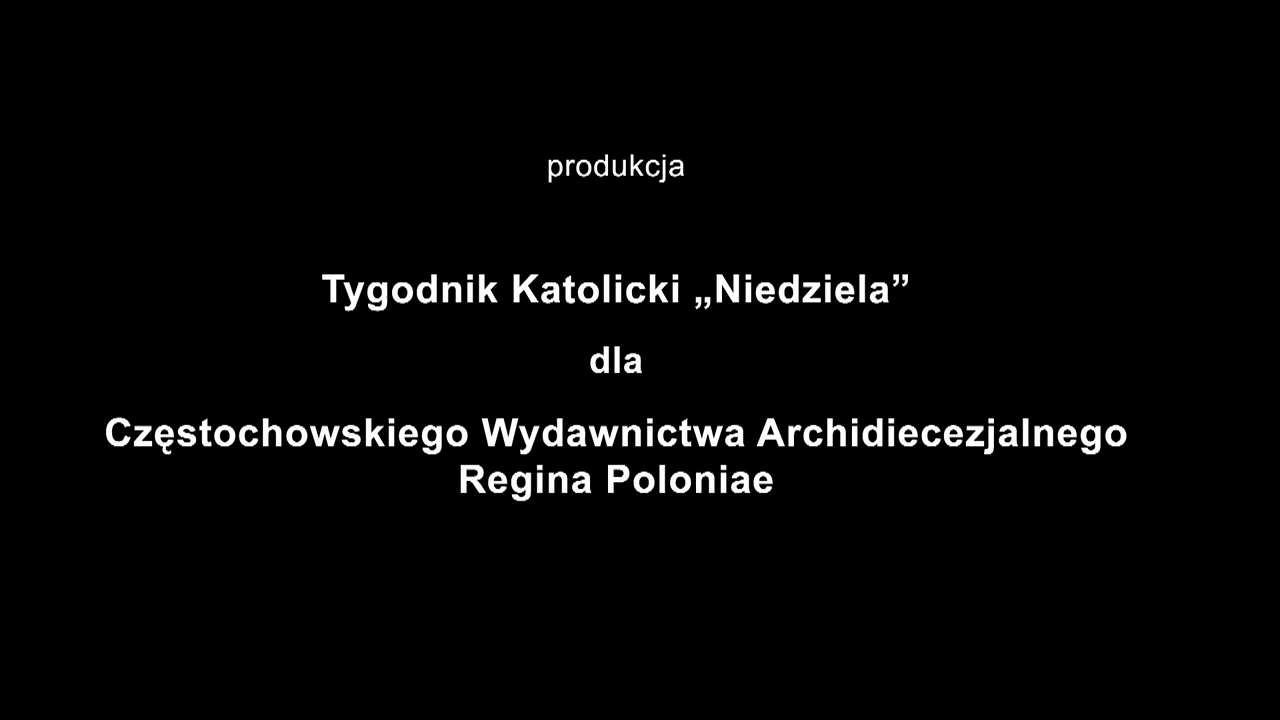 produkcja
Tygodnik Katolicki „Niedziela”
dla
Częstochowskiego Wydawnictwa Archidiecezjalnego
Regina Poloniae